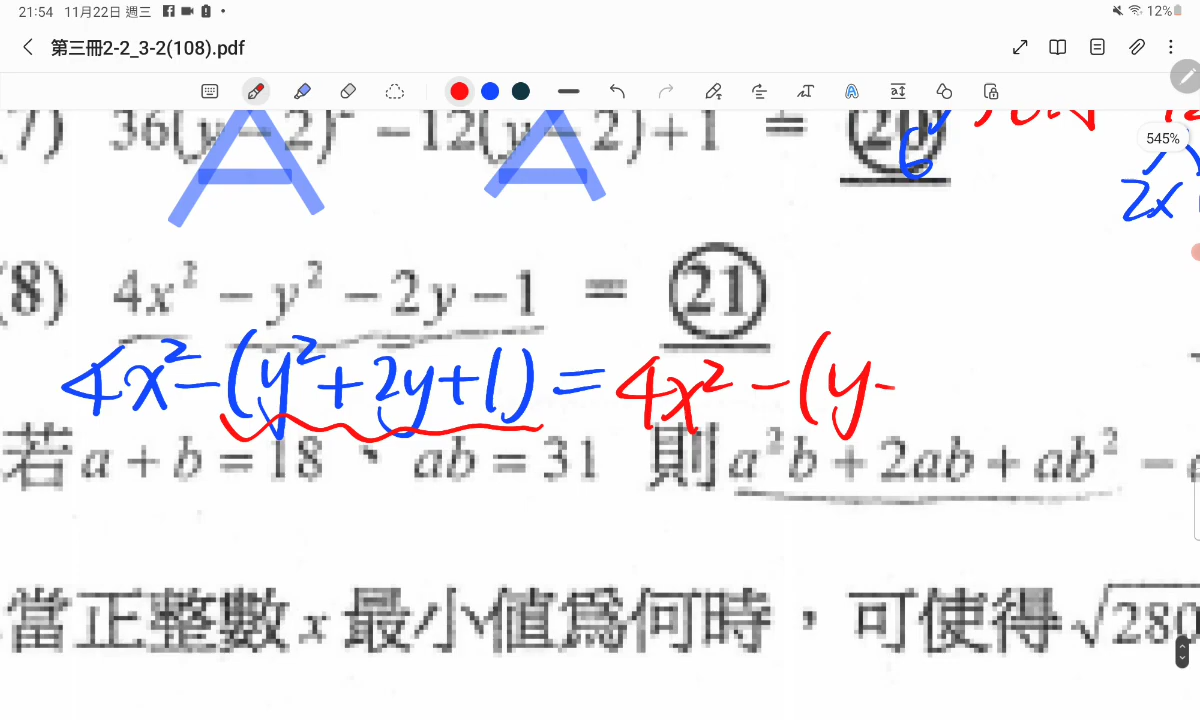 21:54 11月22日 週三 12%
第三冊2-2_3-2(108).pdf
545%
7) 36(y-2)² -12(y-2)+1 =
6
2x
(8) 4x² - y² - 2y - 1 = ㉑
4x²-(y²+2y+1)=4x²-(y-
若 a + b = 18、ab = 31 則 a²b + 2ab + ab² -
當正整數 x 最小值為何時，可使得√280